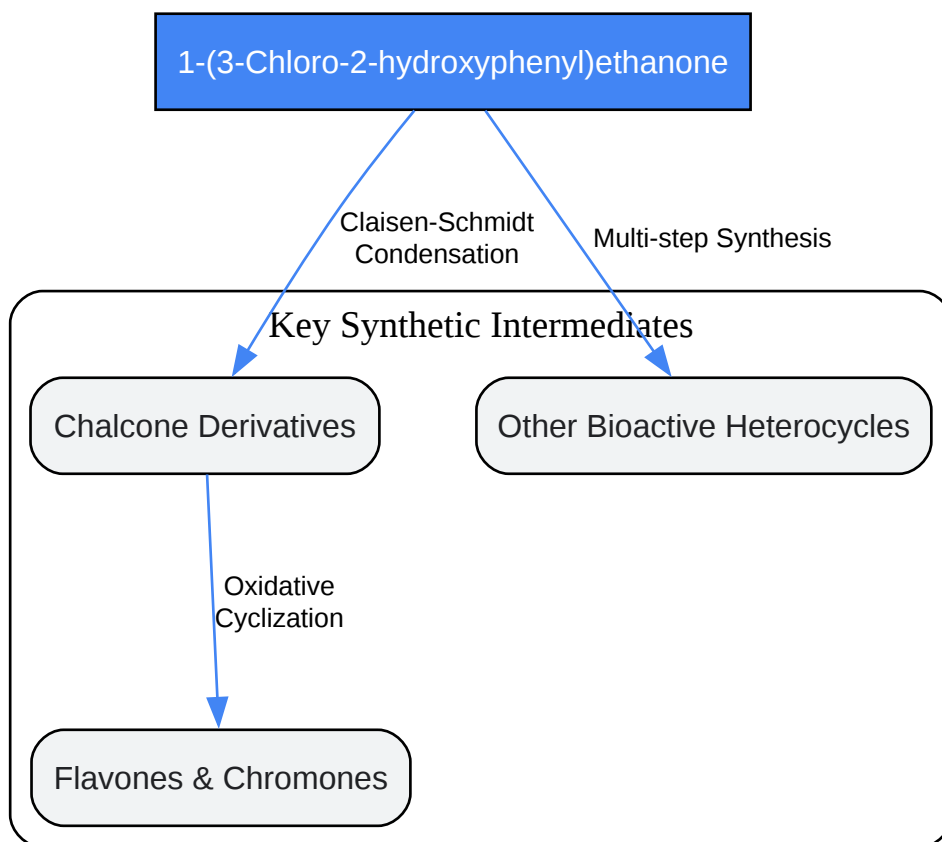 1-(3-Chloro-2-hydroxyphenyl)ethanone
Claisen-Schmidt
Condensation
Multi-step Synthesis
Key Synthetic Intermediates
Chalcone Derivatives
Other Bioactive Heterocycles
Oxidative
Cyclization
Flavones & Chromones